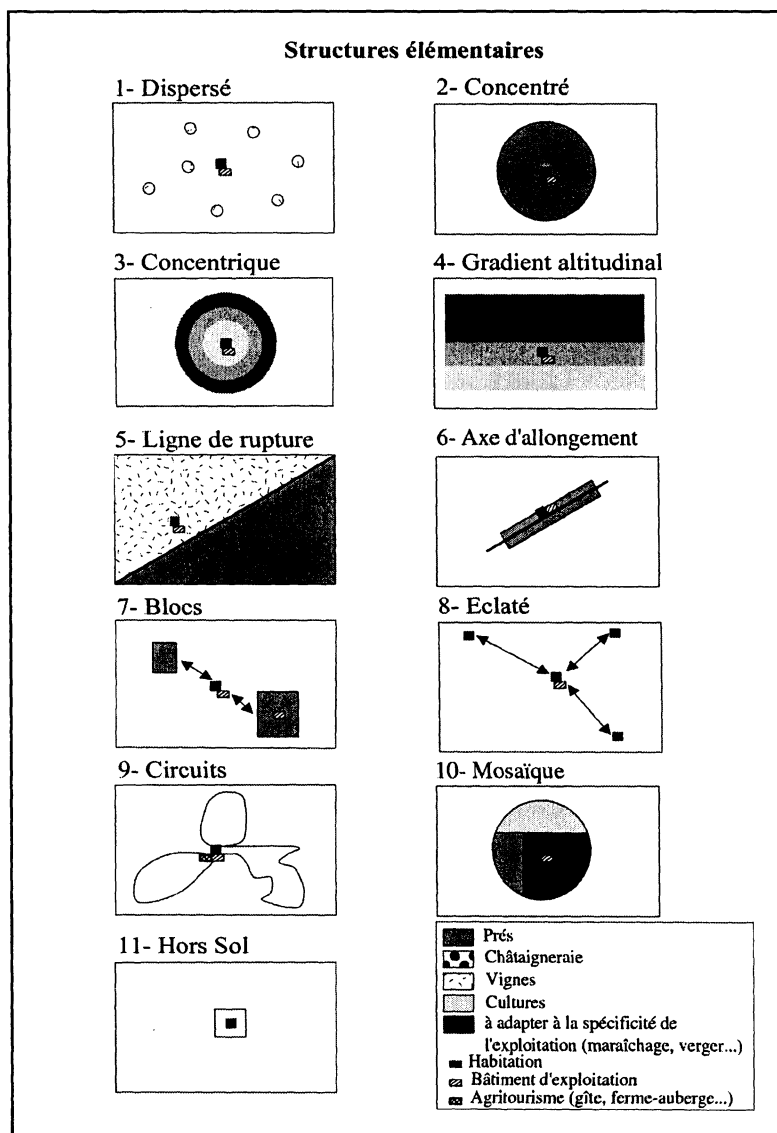 Structures élémentaires
1- Dispersé
2- Concentré
3- Concentrique
4- Gradient altitudinal
5- Ligne de rupture
6- Axe d'allongement
7- Blocs
8- Eclaté
9- Circuits
10- Mosaïque
11- Hors Sol
Prés
Châtaigneraie
Vignes
Cultures
à adapter à la spécificité de
l'exploitation (maraîchage, verger...)
Habitation
Bâtiment d'exploitation
Agritourisme (gîte, ferme-auberge...)